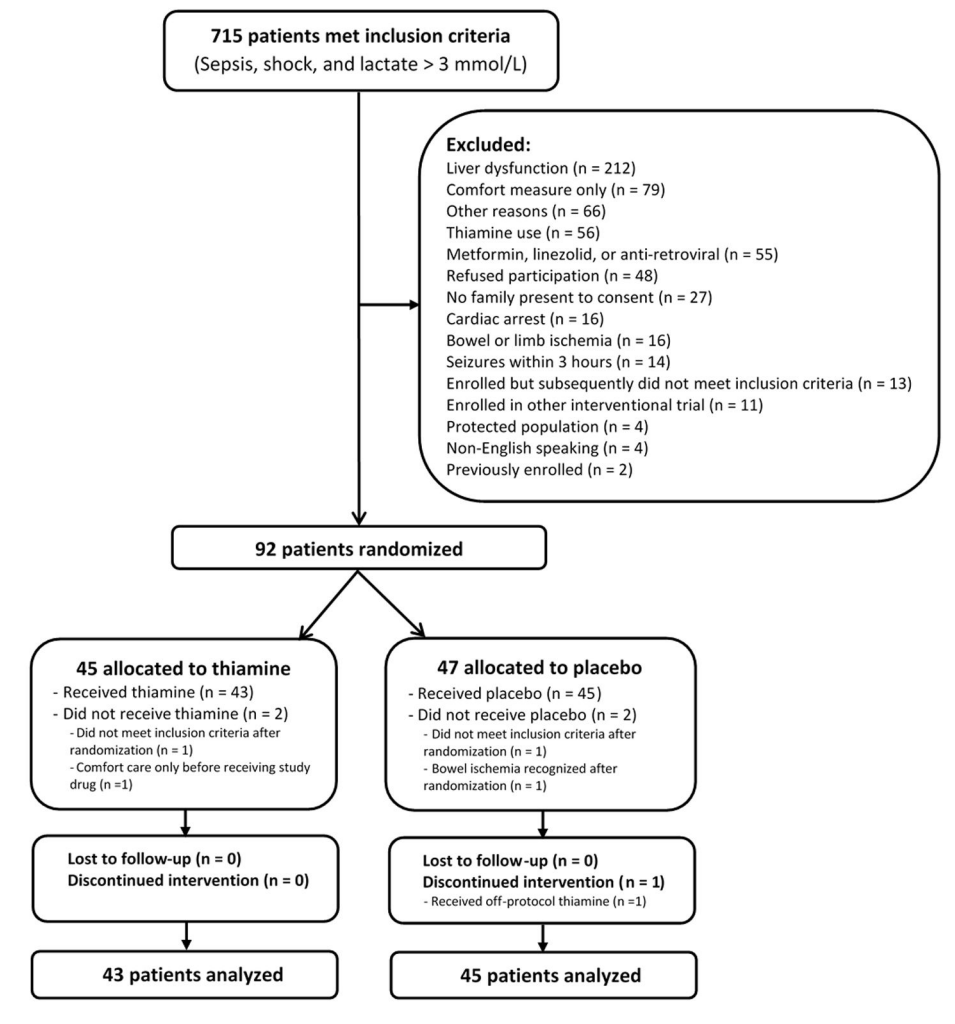 715 patients met inclusion criteria
(Sepsis, shock, and lactate > 3 mmol/L)
Excluded:
Liver dysfunction (n = 212)
Comfort measure only (n = 79)
Other reasons (n = 66)
Thiamine use (n = 56)
Metformin, linezolid, or anti-retroviral (n = 55)
Refused participation (n = 48)
No family present to consent (n = 27)
Cardiac arrest (n = 16)
Bowel or limb ischemia (n = 16)
Seizures within 3 hours (n = 14)
Enrolled but subsequently did not meet inclusion criteria (n = 13)
Enrolled in other interventional trial (n = 11)
Protected population (n = 4)
Non-English speaking (n = 4)
Previously enrolled (n = 2)
92 patients randomized
45 allocated to thiamine
- Received thiamine (n = 43)
- Did not receive thiamine (n = 2)
- Did not meet inclusion criteria after
randomization (n = 1)
- Comfort care only before receiving study
drug (n =1)
47 allocated to placebo
- Received placebo (n = 45)
- Did not receive placebo (n = 2)
- Did not meet inclusion criteria after
randomization (n = 1)
- Bowel ischemia recognized after
randomization (n = 1)
Lost to follow-up (n = 0)
Discontinued intervention (n = 0)
Lost to follow-up (n = 0)
Discontinued intervention (n = 1)
- Received off-protocol thiamine (n =1)
43 patients analyzed
45 patients analyzed